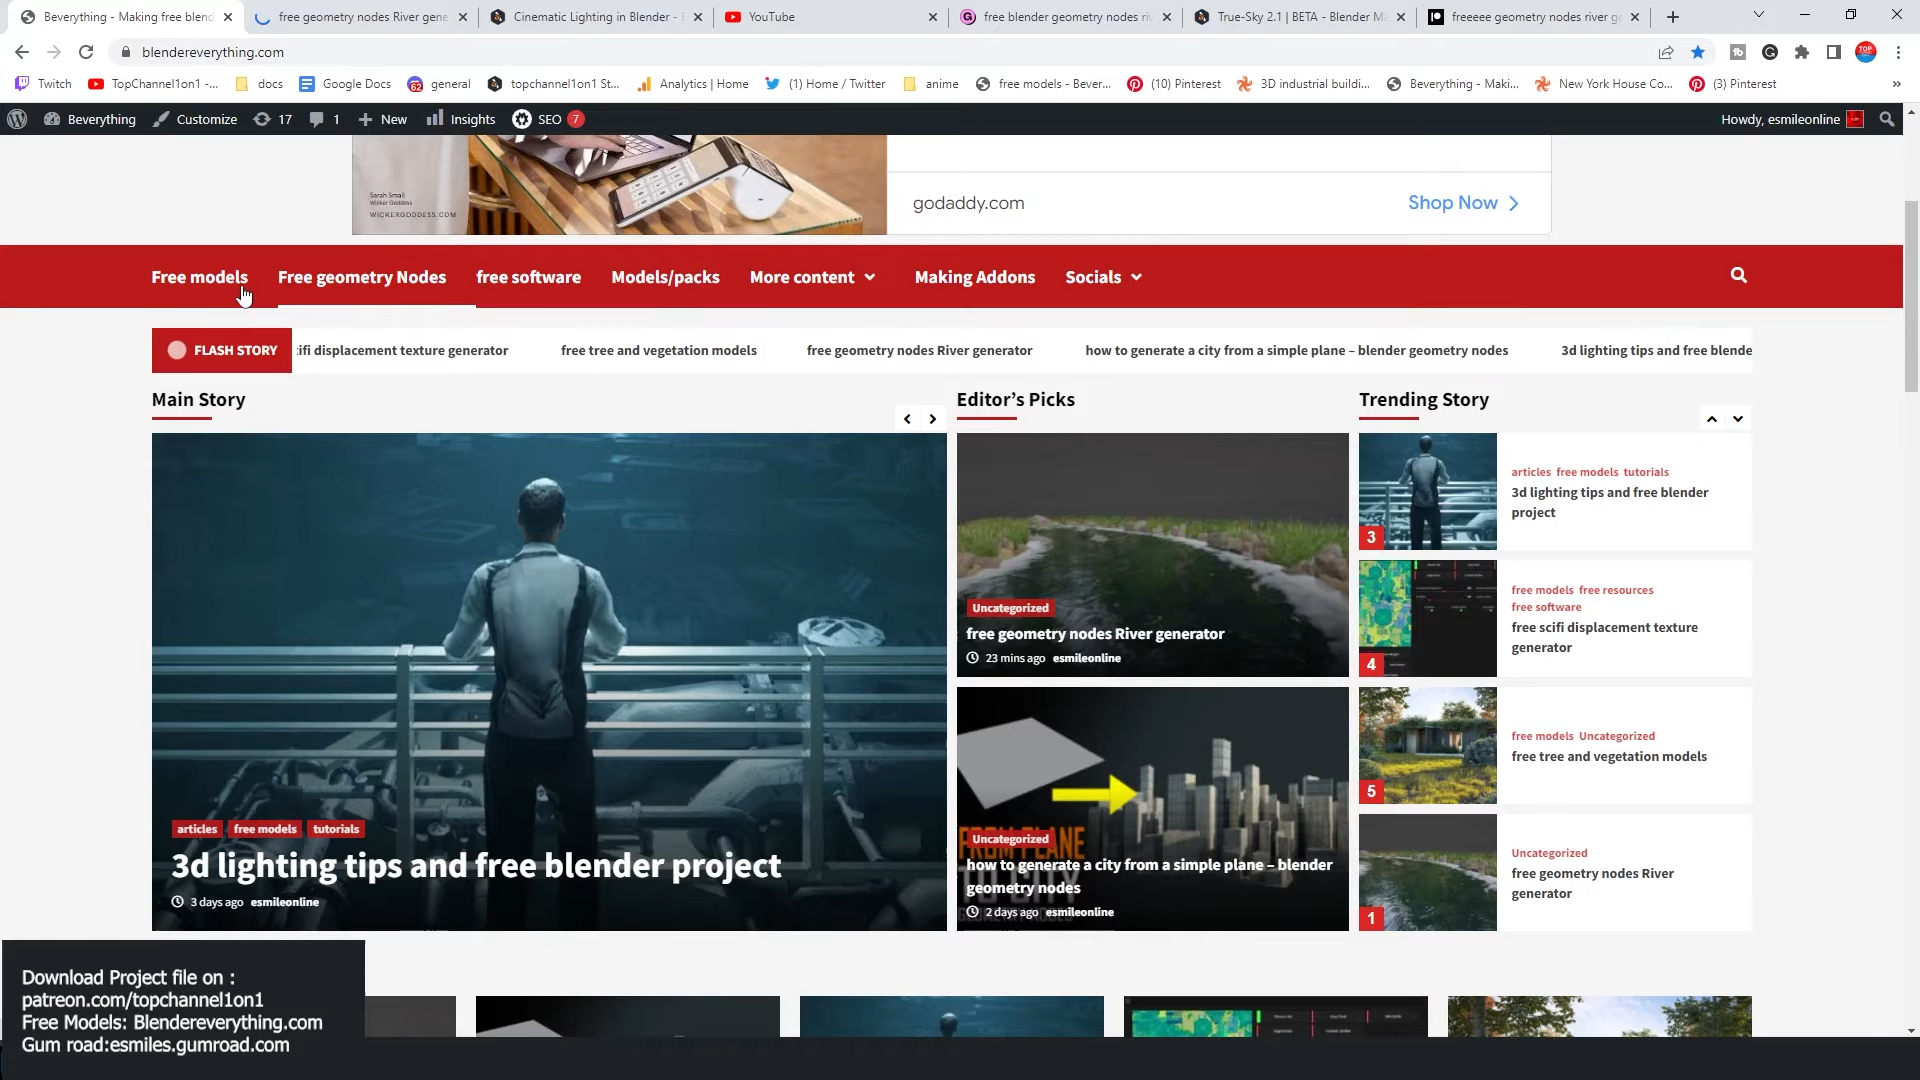 Beverything - Making free blend
free geometry nodes River gene
Cinematic Lighting in Blender -
YouTube
free blender geometry nodes riv
True-Sky 2.1 | BETA - Blender Ma
freeeee geometry nodes river g
blendereverything.com
Twitch
TopChannel1on1 -...
docs
Google Docs
general
topchannel1on1 St...
Analytics | Home
(1) Home / Twitter
anime
free models - Bever...
(10) Pinterest
3D industrial buildi...
Beverything - Maki...
New York House Co...
(3) Pinterest
»
Beverything
Customize
17
1
New
Insights
SEO 7
Howdy, esmileonline
Sarah Small
Wicker Goddess
WICKERGODDESS.COM
godaddy.com
Shop Now
Free models
Free geometry Nodes
free software
Models/packs
More content
Making Addons
Socials
FLASH STORY
ifi displacement texture generator
free tree and vegetation models
free geometry nodes River generator
how to generate a city from a simple plane – blender geometry nodes
3d lighting tips and free blende
Main Story
Editor's Picks
Trending Story
articles free models tutorials
3d lighting tips and free blender project
3 days ago esmileonline
Uncategorized
free geometry nodes River generator
23 mins ago esmileonline
FROM PLANE
Uncategorized
how to generate a city from a simple plane – blender
geometry nodes
2 days ago esmileonline
3
articles free models tutorials
3d lighting tips and free blender
project
4
free models free resources
free software
free scifi displacement texture
generator
5
free models Uncategorized
free tree and vegetation models
1
Uncategorized
free geometry nodes River
generator
Download Project file on :
patreon.com/topchannel1on1
Free Models: Blendereverything.com
Gum road:esmiles.gumroad.com